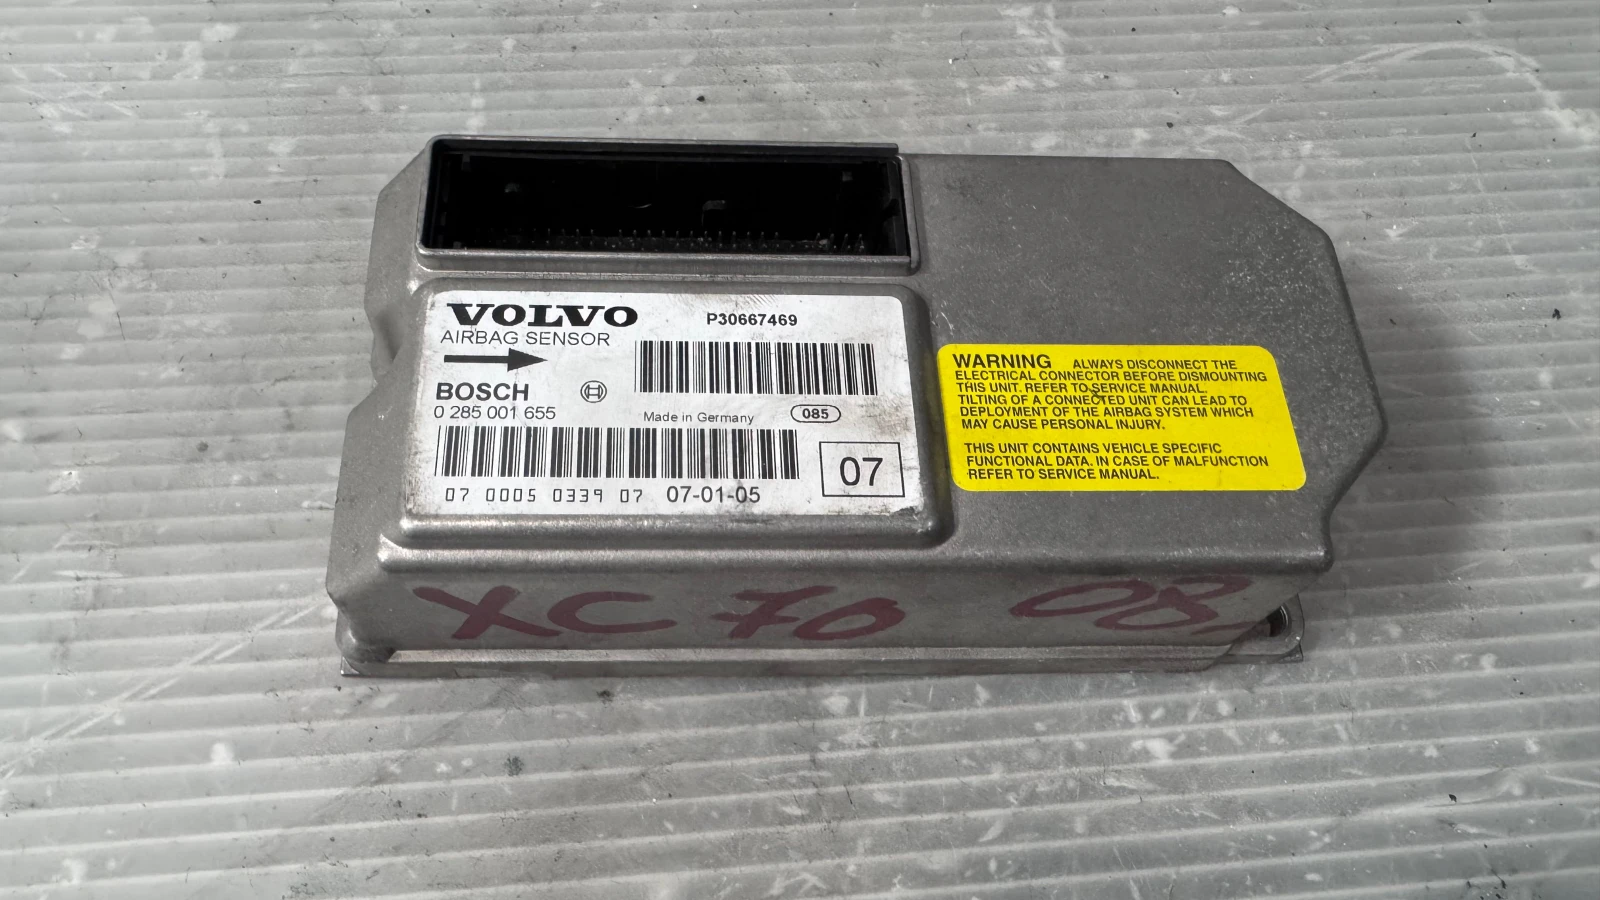 VOLVO
P30667469
AIRBAG SENSOR
BOSCH
0 285 001 655
Made in Germany
085
07 0005 0339 07 07-01-05
07
WARNING ALWAYS DISCONNECT THE
ELECTRICAL CONNECTOR BEFORE DISMOUNTING
THIS UNIT. REFER TO SERVICE MANUAL.
TILTING OF A CONNECTED UNIT CAN LEAD TO
DEPLOYMENT OF THE AIRBAG SYSTEM WHICH
MAY CAUSE PERSONAL INJURY.
THIS UNIT CONTAINS VEHICLE SPECIFIC
FUNCTIONAL DATA. IN CASE OF MALFUNCTION
REFER TO SERVICE MANUAL.
XC 70 08.